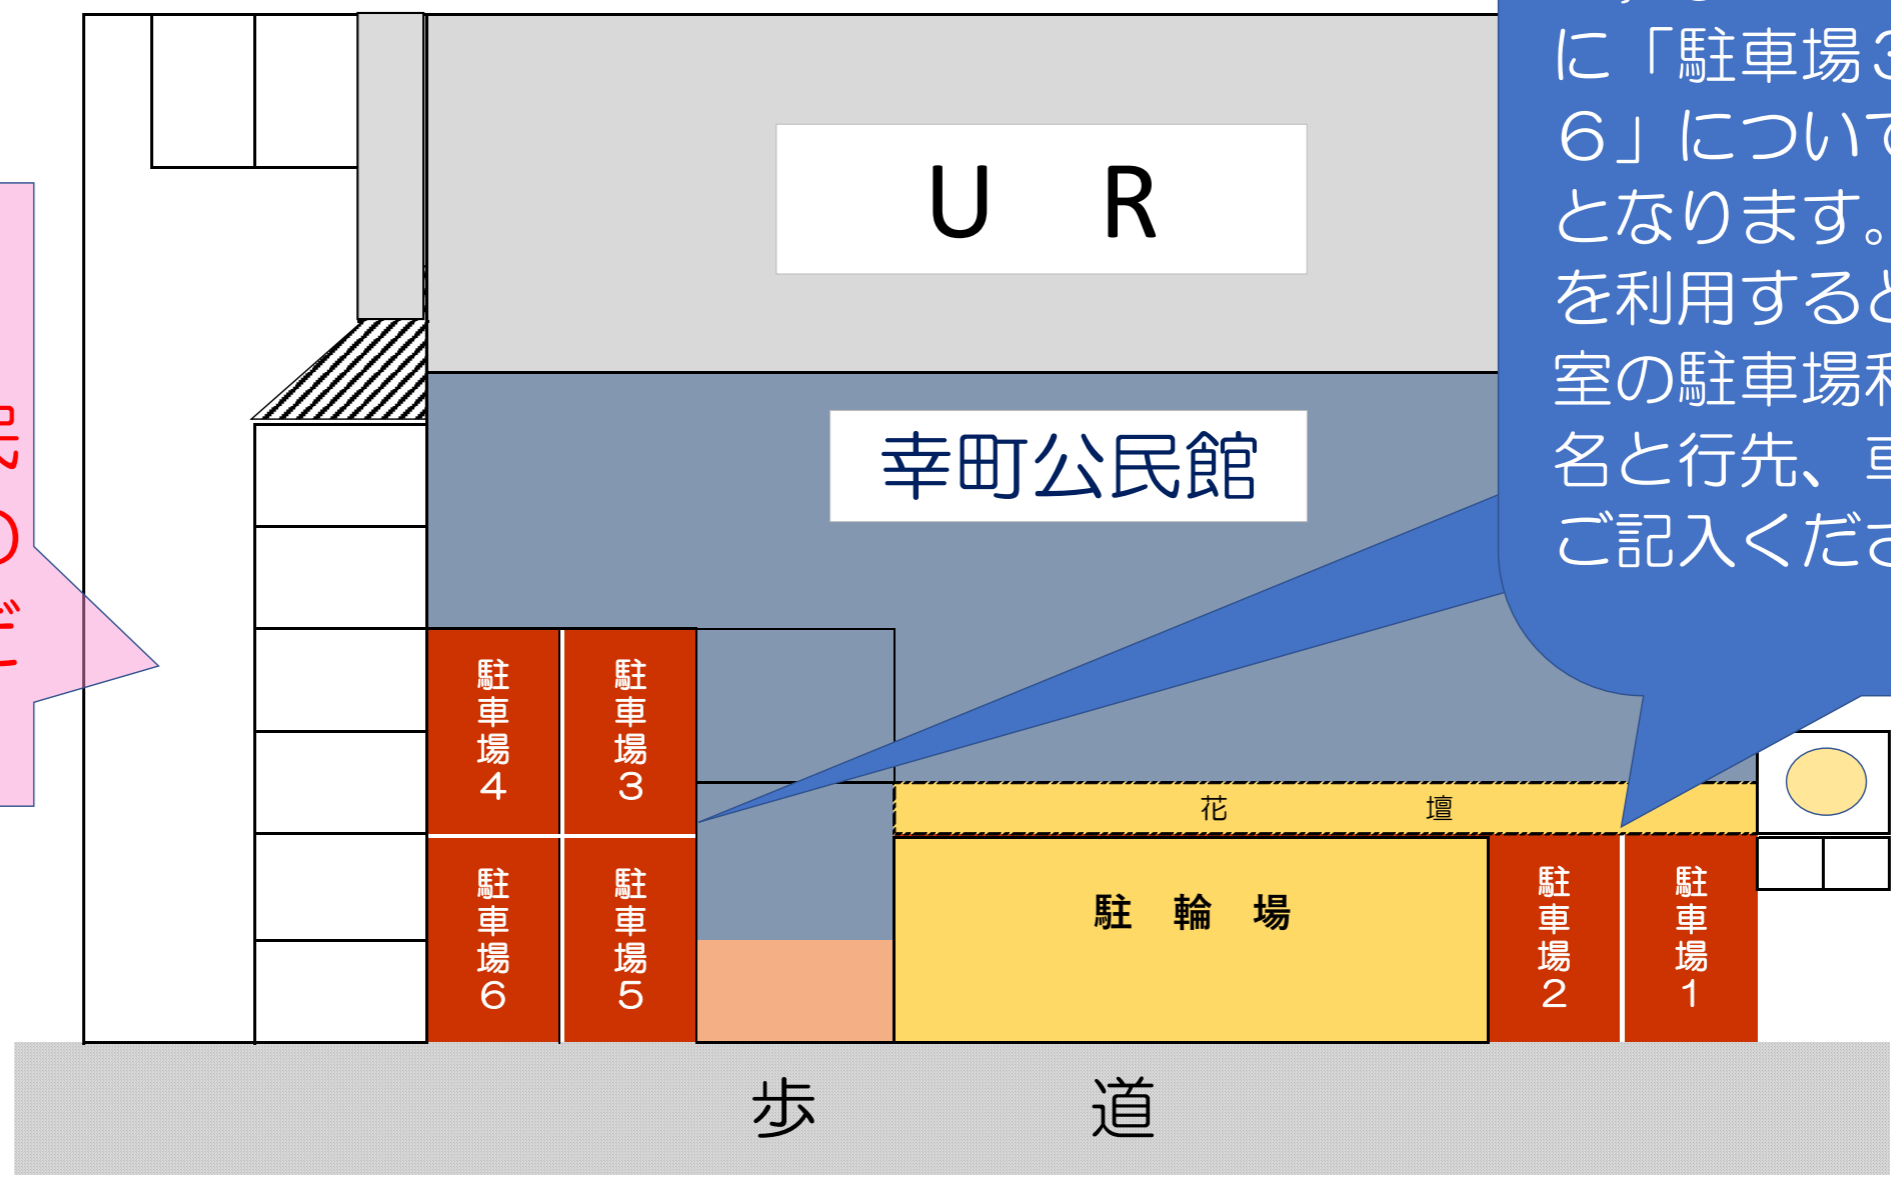 に「駐車場３
６」について
となります。
を利用すると
室の駐車場利
名と行先、車
ご記入くださ
Ｕ　Ｒ
幸町公民館
駐車場４
駐車場３
花　壇
駐車場６
駐車場５
駐 輪 場
駐車場２
駐車場１
歩　道